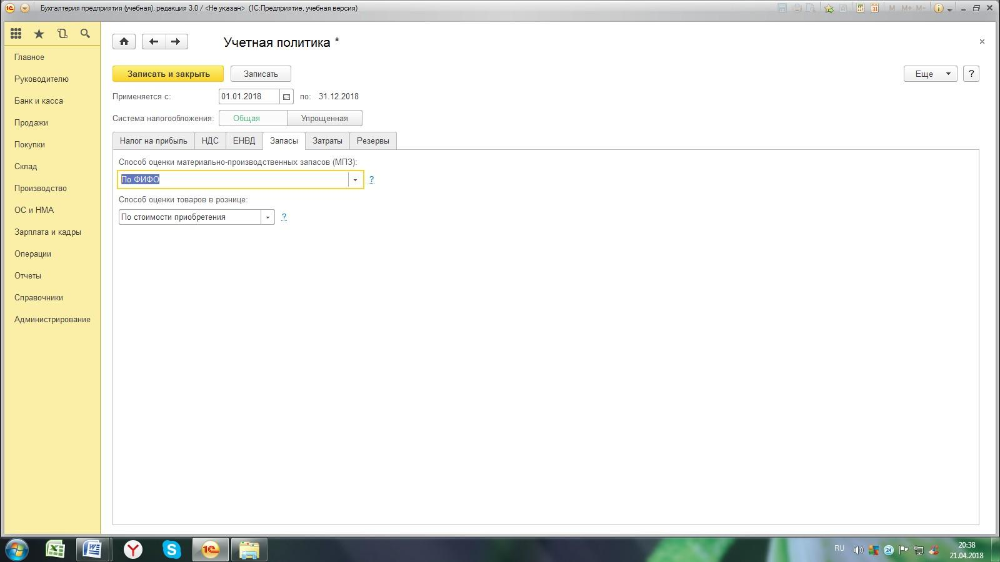 Бухгалтерия предприятия (учебная), редакция 3.0 / <Не указан> (1С:Предприятие, учебная версия)
M M+ M-
Учетная политика *
Записать и закрыть Записать Еще ?
Применяется с: 01.01.2018 по: 31.12.2018
Система налогообложения: Общая Упрощенная
Налог на прибыль НДС ЕНВД Запасы Затраты Резервы
Способ оценки материально-производственных запасов (МПЗ):
По ФИФО ?
Способ оценки товаров в рознице:
По стоимости приобретения ?
Главное
Руководителю
Банк и касса
Продажи
Покупки
Склад
Производство
ОС и НМА
Зарплата и кадры
Операции
Отчеты
Справочники
Администрирование
RU 24 20:38
21.04.2018